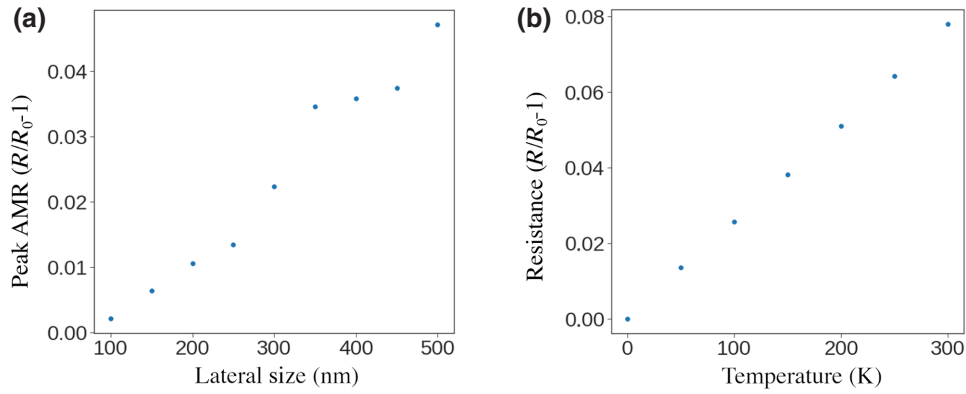 (a)
Peak AMR (R/R₀-1)
0.04
0.03
0.02
0.01
0.00
100 200 300 400 500
Lateral size (nm)
(b)
Resistance (R/R₀-1)
0.08
0.06
0.04
0.02
0.00
0 100 200 300
Temperature (K)